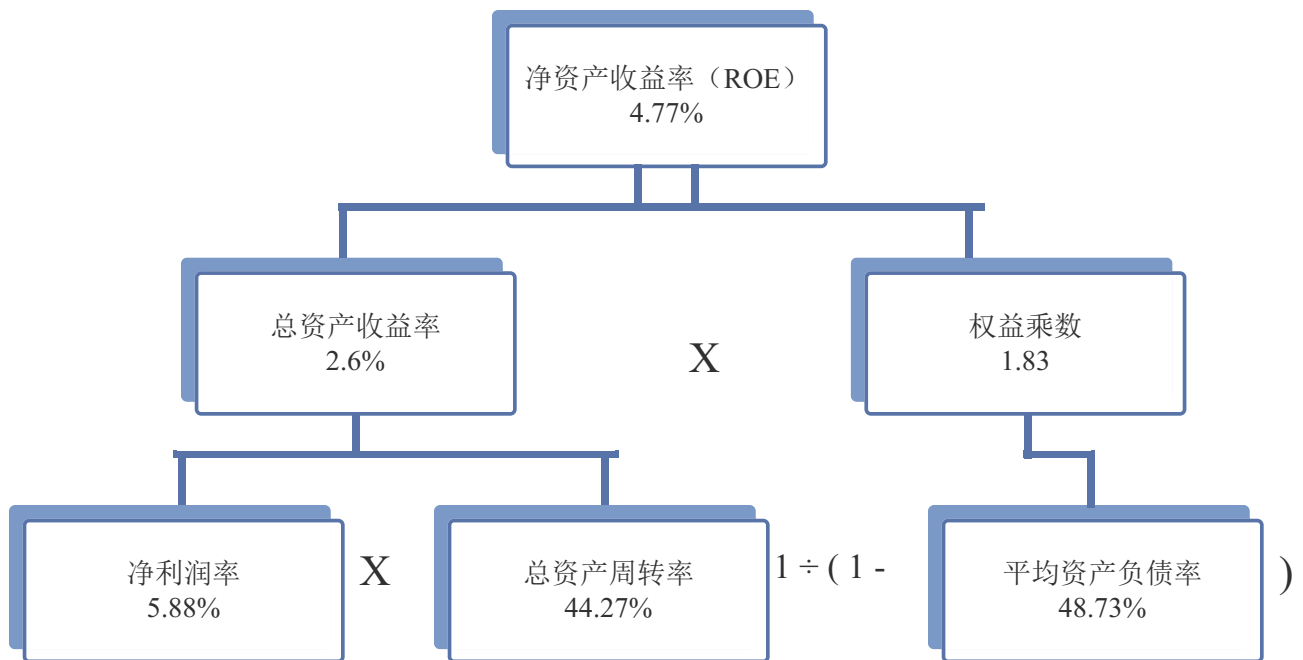 净资产收益率（ROE）
4.77%
总资产收益率
2.6%
X
权益乘数
1.83
净利润率
5.88%
X
总资产周转率
44.27%
1 ÷ ( 1 -
平均资产负债率
48.73%
)